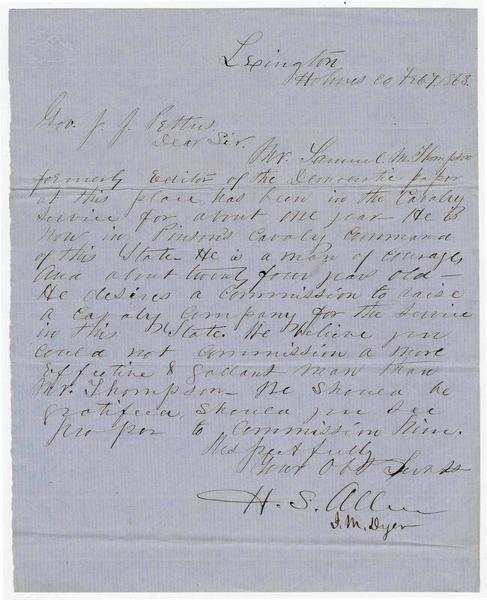 Lexington
Holmes Co Feb 7, 1863.
Gov. J. J. Pettus,
Dear Sir.
Mr. Samuel M. Thompson
formerly Editor of the Democratic paper
at this place has been in the Cavalry
Service for about one year He is
now in Pinson's Cavalry Command
of this State He is a man of courage,
And about twenty four years old—
He desires a Commission to raise
a Cavalry Company for the Service
in this State. We believe you
could not Commission a more
Effective & gallant man than
Mr. Thompson— We should be
gratified, should you see
propor to Commission him.
Respectfully
Your Obt Servts
H. S. Allen
J. M. Dyer